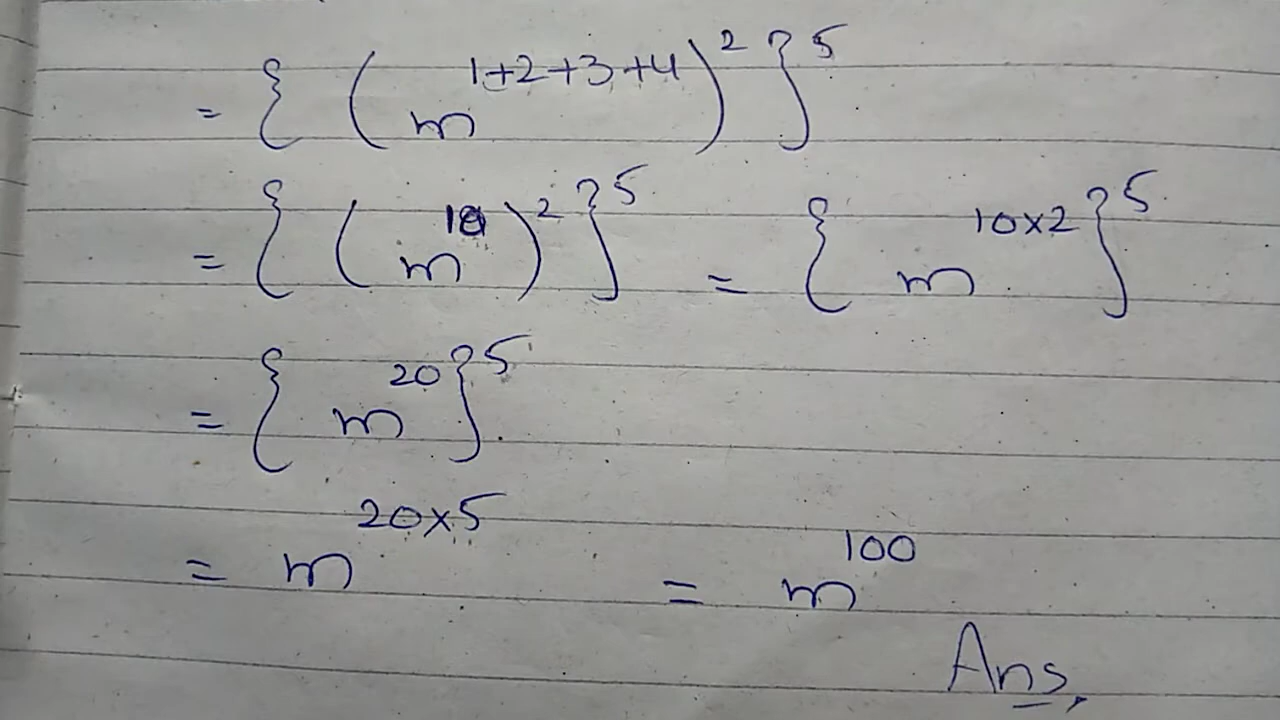 = { ( m^{1+2+3+4} )^2 }^5
= { ( m^{10} )^2 }^5 = { m^{10×2} }^5
= { m^{20} }^5.
= m^{20×5} = m^{100}
Ans,